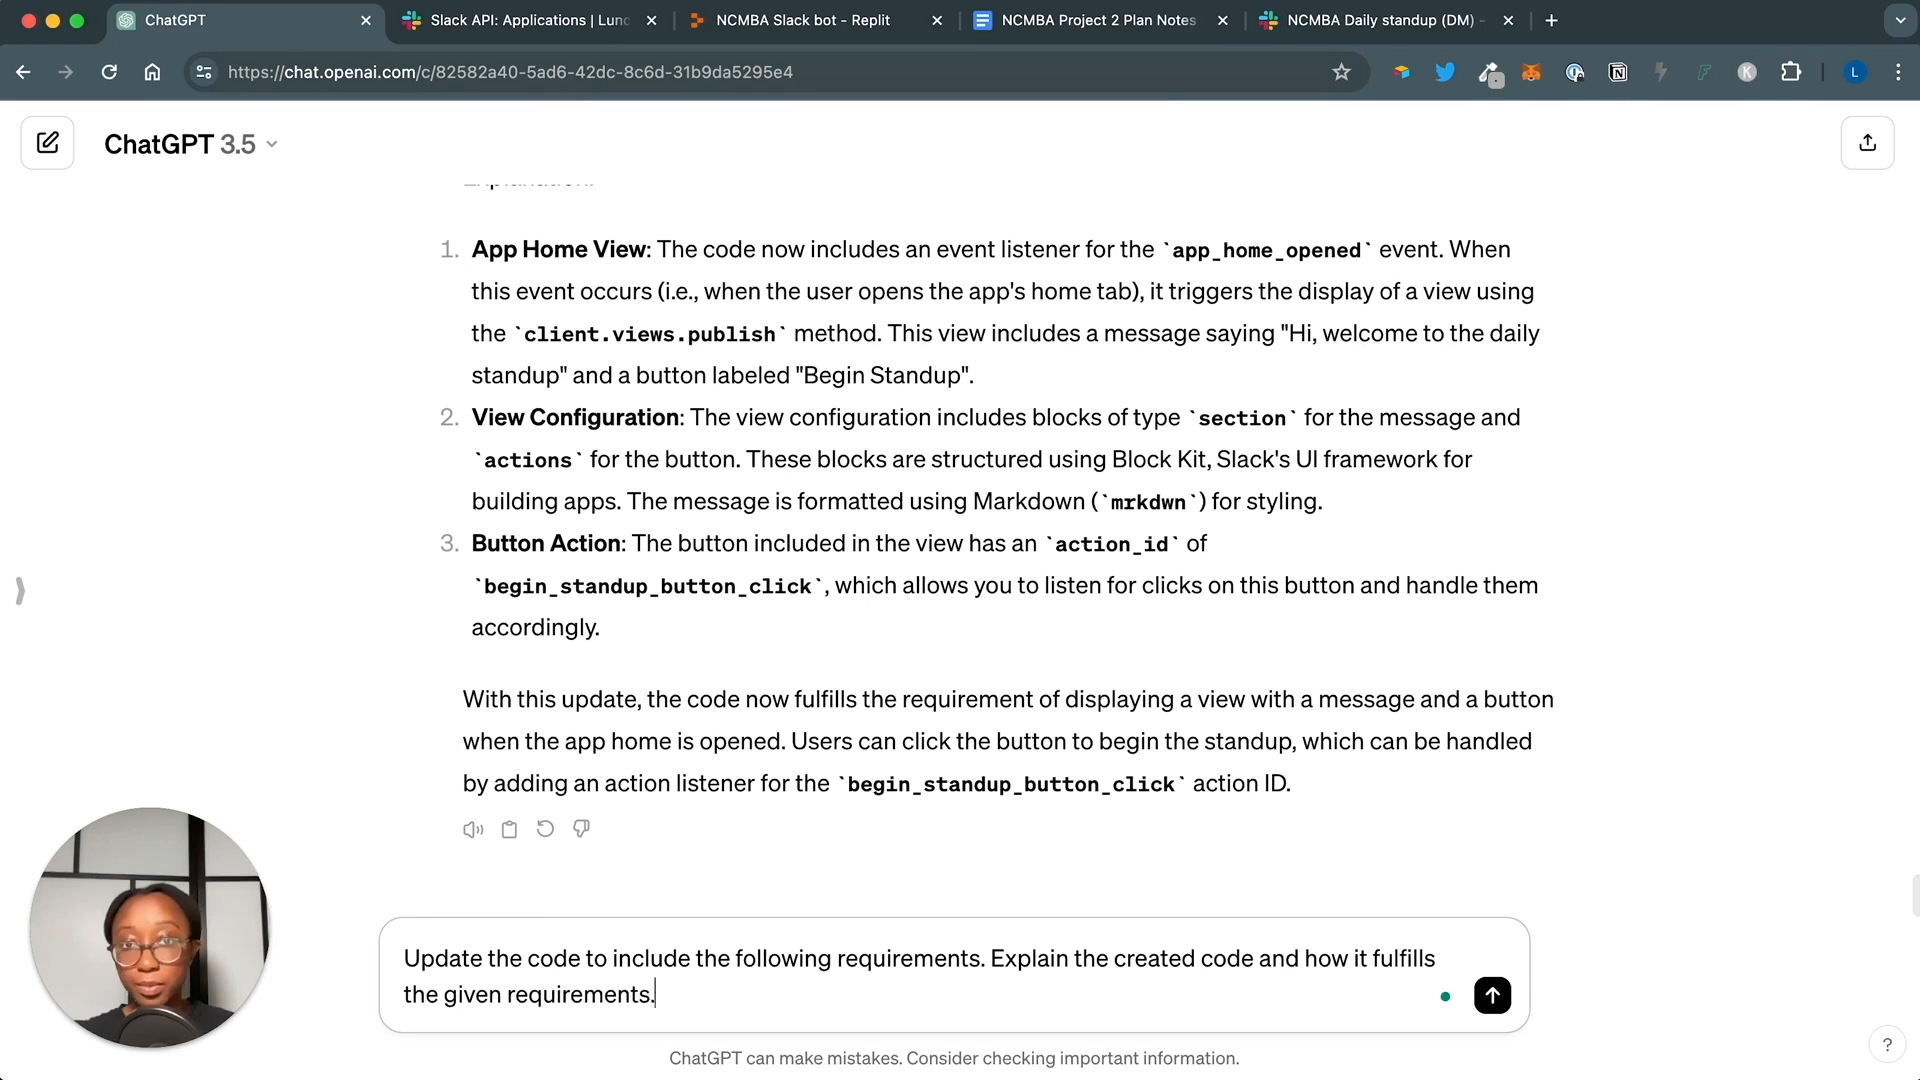 ChatGPT
Slack API: Applications | Lunc
NCMBA Slack bot - Replit
NCMBA Project 2 Plan Notes
NCMBA Daily standup (DM) -
https://chat.openai.com/c/82582a40-5ad6-42dc-8c6d-31b9da5295e4
L
ChatGPT 3.5
1. App Home View: The code now includes an event listener for the `app_home_opened` event. When
this event occurs (i.e., when the user opens the app's home tab), it triggers the display of a view using
the `client.views.publish` method. This view includes a message saying "Hi, welcome to the daily
standup" and a button labeled "Begin Standup".
2. View Configuration: The view configuration includes blocks of type `section` for the message and
`actions` for the button. These blocks are structured using Block Kit, Slack's UI framework for
building apps. The message is formatted using Markdown (`mrkdwn`) for styling.
3. Button Action: The button included in the view has an `action_id` of
`begin_standup_button_click`, which allows you to listen for clicks on this button and handle them
accordingly.
With this update, the code now fulfills the requirement of displaying a view with a message and a button
when the app home is opened. Users can click the button to begin the standup, which can be handled
by adding an action listener for the `begin_standup_button_click` action ID.
Update the code to include the following requirements. Explain the created code and how it fulfills
the given requirements.
ChatGPT can make mistakes. Consider checking important information.
?